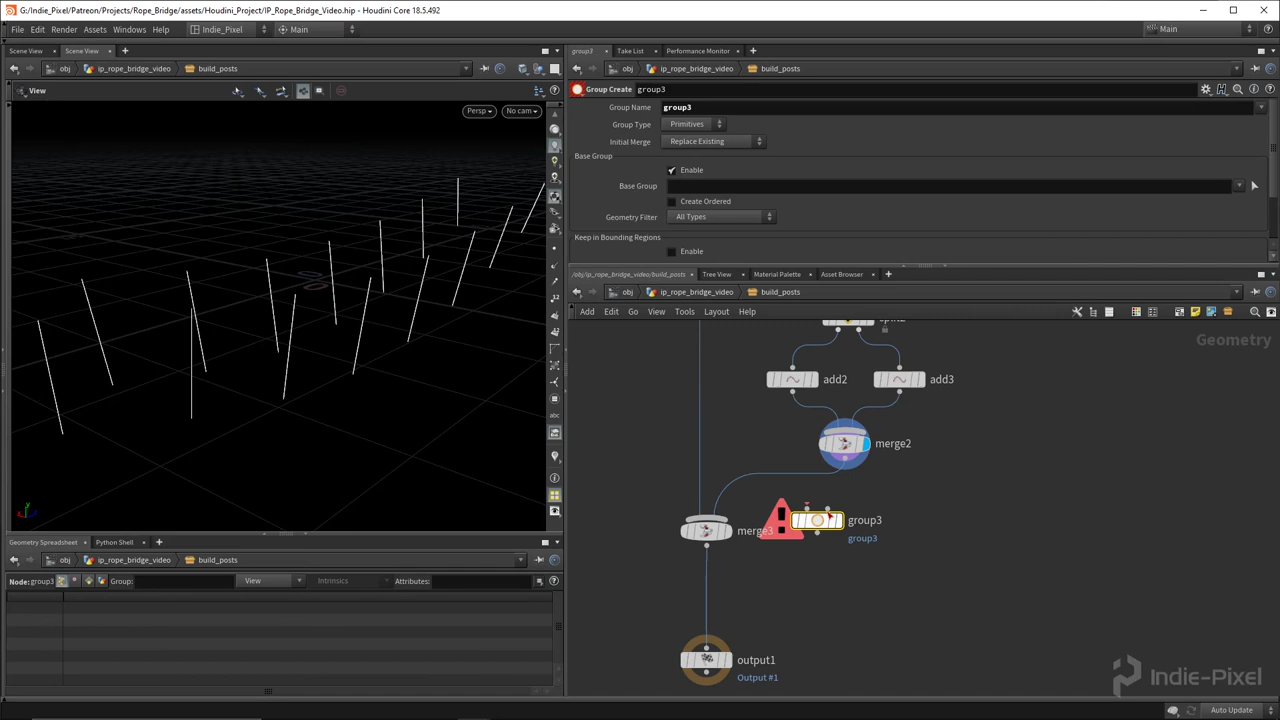 G:/Indie_Pixel/Patreon/Projects/Rope_Bridge/assets/Houdini_Project/IP_Rope_Bridge_Video.hip - Houdini Core 18.5.492
File Edit Render Assets Windows Help Indie_Pixel Main Main
Scene View Scene View
group3 Take List Performance Monitor
obj ip_rope_bridge_video build_posts
obj ip_rope_bridge_video build_posts
View
Persp No cam
Group Create group3
Group Name group3
Group Type Primitives
Initial Merge Replace Existing
Base Group
Enable
Base Group
Create Ordered
Geometry Filter All Types
Keep in Bounding Regions
Enable
/obj/ip_rope_bridge_video/build_posts Tree View Material Palette Asset Browser
obj ip_rope_bridge_video build_posts
Add Edit Go View Tools Layout Help
Geometry
add2
add3
merge2
merge3
group3
group3
output1
Output #1
Geometry Spreadsheet Python Shell
obj ip_rope_bridge_video build_posts
Node: group3 Group: View Intrinsics Attributes:
Indie-Pixel
Auto Update